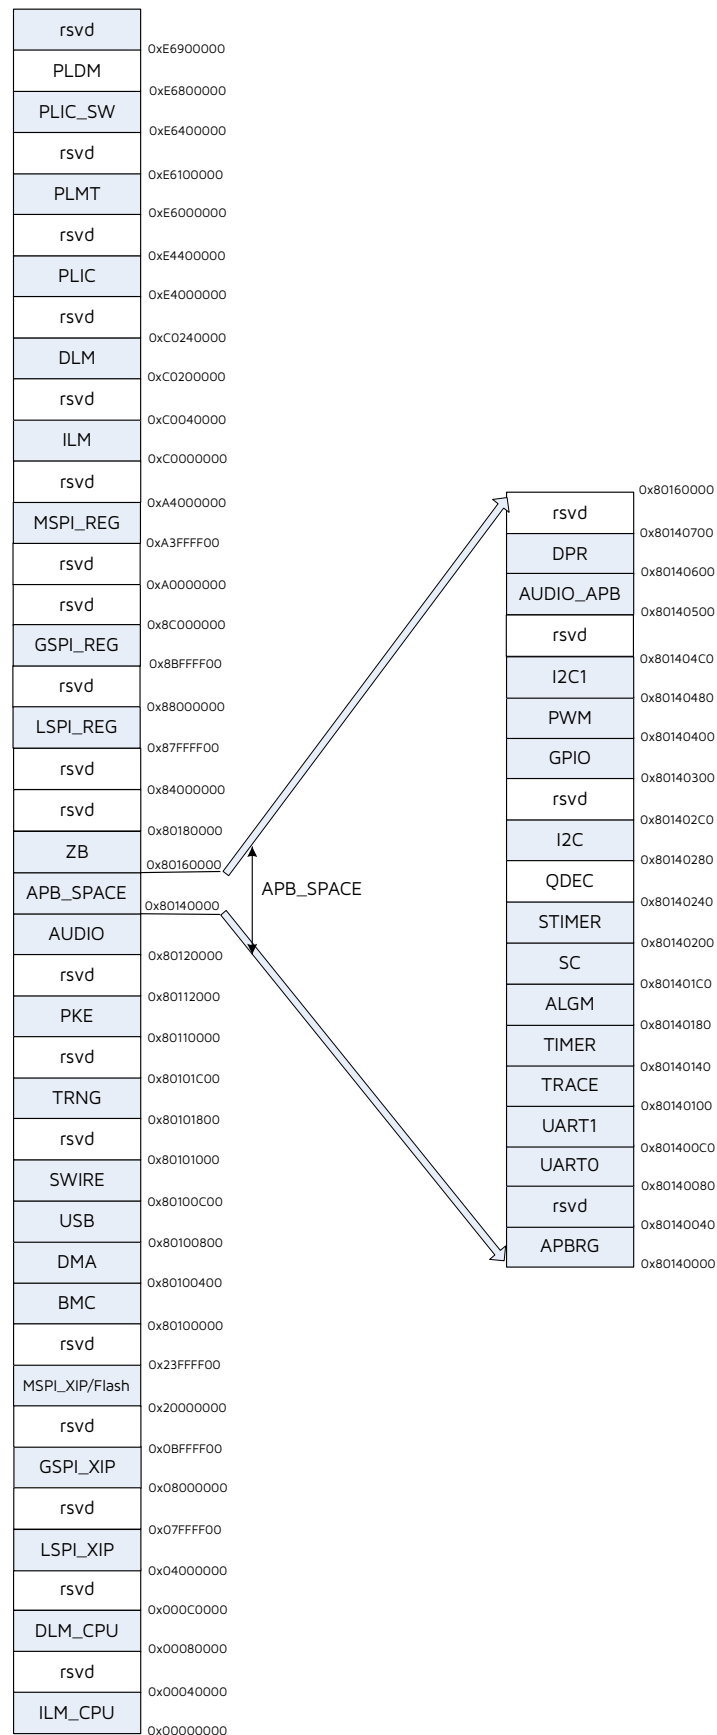 rsvd
0xE6900000
PLDM
0xE6800000
PLIC_SW
0xE6400000
rsvd
0xE6100000
PLMT
0xE6000000
rsvd
0xE4400000
PLIC
0xE4000000
rsvd
0xC0240000
DLM
0xC0200000
rsvd
0xC0040000
ILM
0xC0000000
rsvd
0xA4000000
MSPI_REG
0xA3FFFF00
rsvd
0xA0000000
rsvd
0x8C000000
GSPI_REG
0x8BFFFF00
rsvd
0x88000000
LSPI_REG
0x87FFFF00
rsvd
0x84000000
rsvd
0x80180000
ZB
0x80160000
APB_SPACE
0x80140000
AUDIO
0x80120000
rsvd
0x80112000
PKE
0x80110000
rsvd
0x80101C00
TRNG
0x80101800
rsvd
0x80101000
SWIRE
0x80100C00
USB
0x80100800
DMA
0x80100400
BMC
0x80100000
rsvd
0x23FFFF00
MSPI_XIP/Flash
0x20000000
rsvd
0x0BFFFF00
GSPI_XIP
0x08000000
rsvd
0x07FFFF00
LSPI_XIP
0x04000000
rsvd
0x000C0000
DLM_CPU
0x00080000
rsvd
0x00040000
ILM_CPU
0x00000000
APB_SPACE
0x80160000
rsvd
0x80140700
DPR
0x80140600
AUDIO_APB
0x80140500
rsvd
0x801404C0
I2C1
0x80140480
PWM
0x80140400
GPIO
0x80140300
rsvd
0x801402C0
I2C
0x80140280
QDEC
0x80140240
STIMER
0x80140200
SC
0x801401C0
ALGM
0x80140180
TIMER
0x80140140
TRACE
0x80140100
UART1
0x801400C0
UART0
0x80140080
rsvd
0x80140040
APBRG
0x80140000